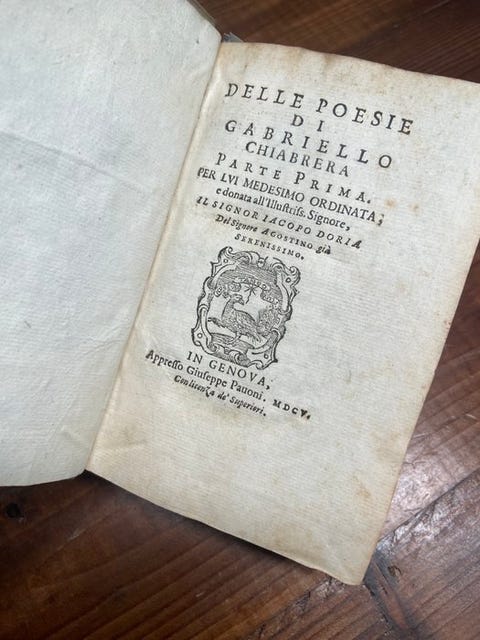 DELLE POESIE
DI
GABRIELLO
CHIABRERA
PARTE PRIMA.
PER LVI MEDESIMO ORDINATA;
e donata all'Illuſtriſs. Signore,
IL SIGNOR IACOPO DORIA
Del Signore AGOSTINO già
SERENISSIMO.
IN GENOVA,
Appreſſo Giuſeppe Pauoni. MDCV.
Con licenza de' Superiori.